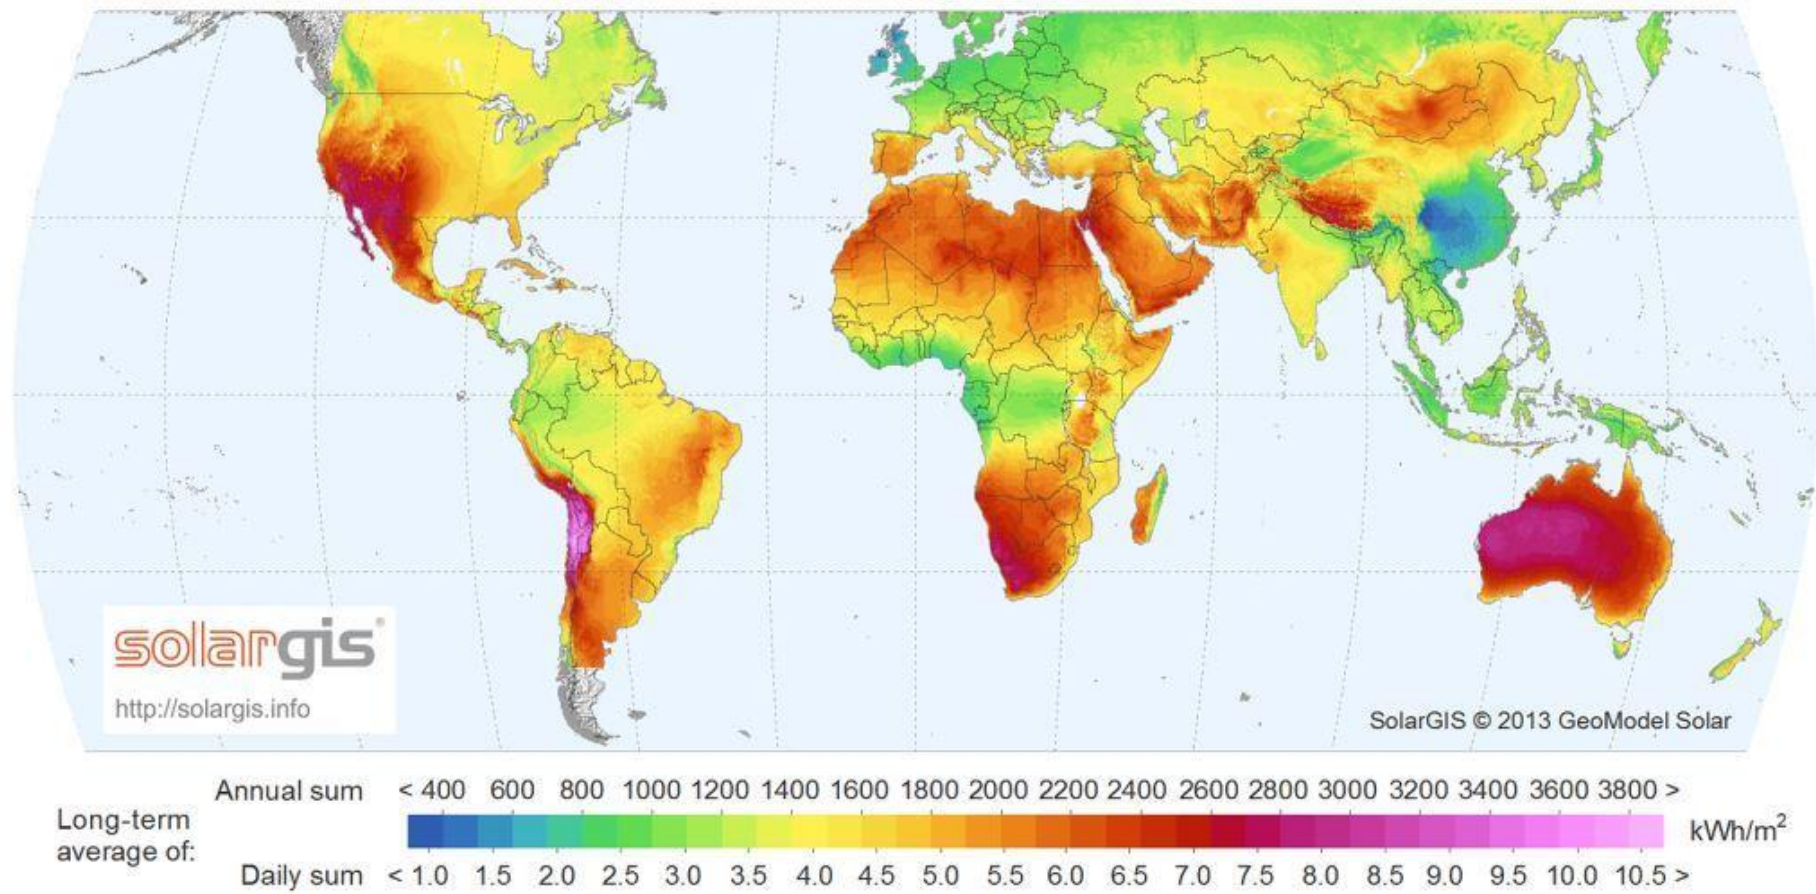 solargis®
http://solargis.info
SolarGIS © 2013 GeoModel Solar
Annual sum < 400 600 800 1000 1200 1400 1600 1800 2000 2200 2400 2600 2800 3000 3200 3400 3600 3800 >
Long-term
average of:
kWh/m²
Daily sum < 1.0 1.5 2.0 2.5 3.0 3.5 4.0 4.5 5.0 5.5 6.0 6.5 7.0 7.5 8.0 8.5 9.0 9.5 10.0 10.5 >